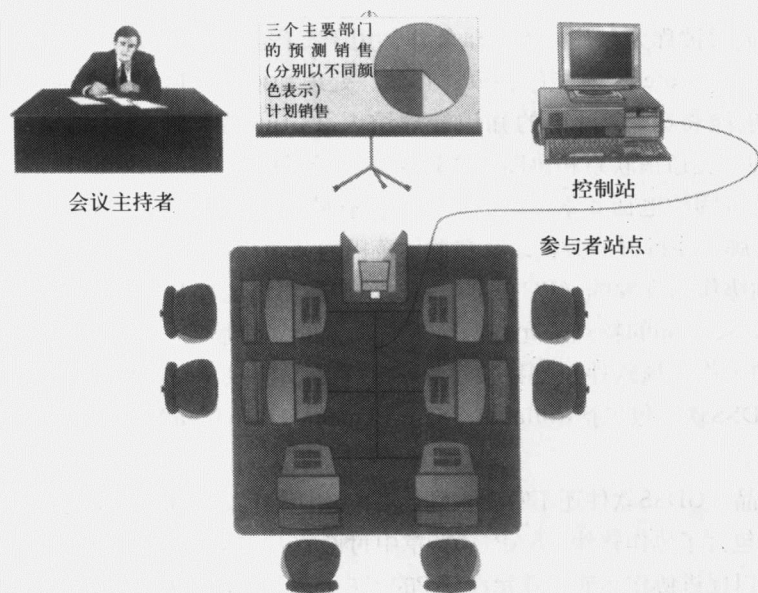 三个主要部门
的预测销售
(分别以不同颜
色表示)
计划销售
会议主持者
控制站
参与者站点